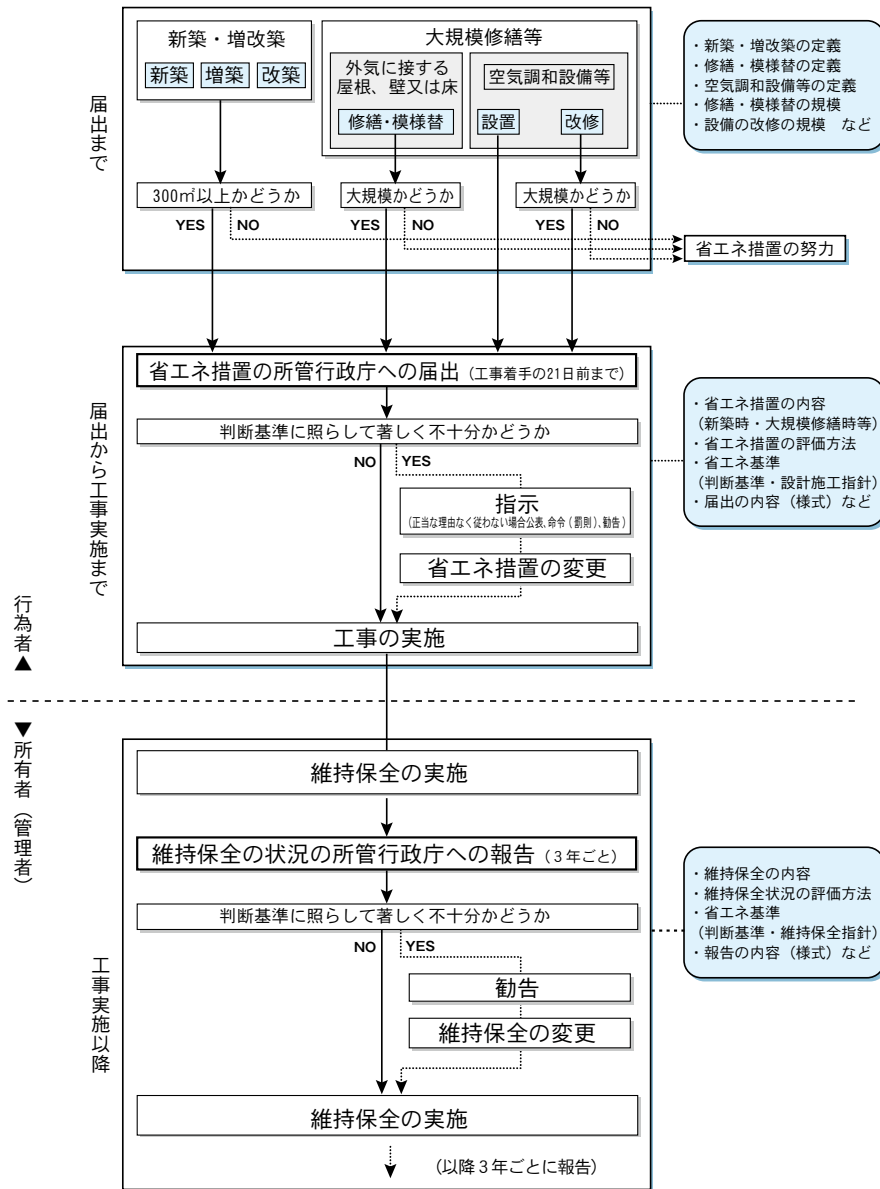 新築・増改築
新築 増築 改築
大規模修繕等
外気に接する
屋根、壁又は床
修繕・模様替
空気調和設備等
設置 改修
・新築・増改築の定義
・修繕・模様替の定義
・空気調和設備等の定義
・修繕・模様替の規模
・設備の改修の規模 など
届出まで
300㎡以上かどうか
大規模かどうか
大規模かどうか
YES NO
YES NO
YES NO
省エネ措置の努力
届出から工事実施まで
省エネ措置の所管行政庁への届出(工事着手の21日前まで)
判断基準に照らして著しく不十分かどうか
NO YES
指示
(正当な理由なく従わない場合公表、命令(罰則)、勧告)
省エネ措置の変更
工事の実施
・省エネ措置の内容
(新築時・大規模修繕時等)
・省エネ措置の評価方法
・省エネ基準
(判断基準・設計施工指針)
・届出の内容(様式)など
行為者▲
▼所有者(管理者)
工事実施以降
維持保全の実施
維持保全の状況の所管行政庁への報告(3年ごと)
判断基準に照らして著しく不十分かどうか
NO YES
勧告
維持保全の変更
維持保全の実施
(以降3年ごとに報告)
・維持保全の内容
・維持保全状況の評価方法
・省エネ基準
(判断基準・維持保全指針)
・報告の内容(様式)など